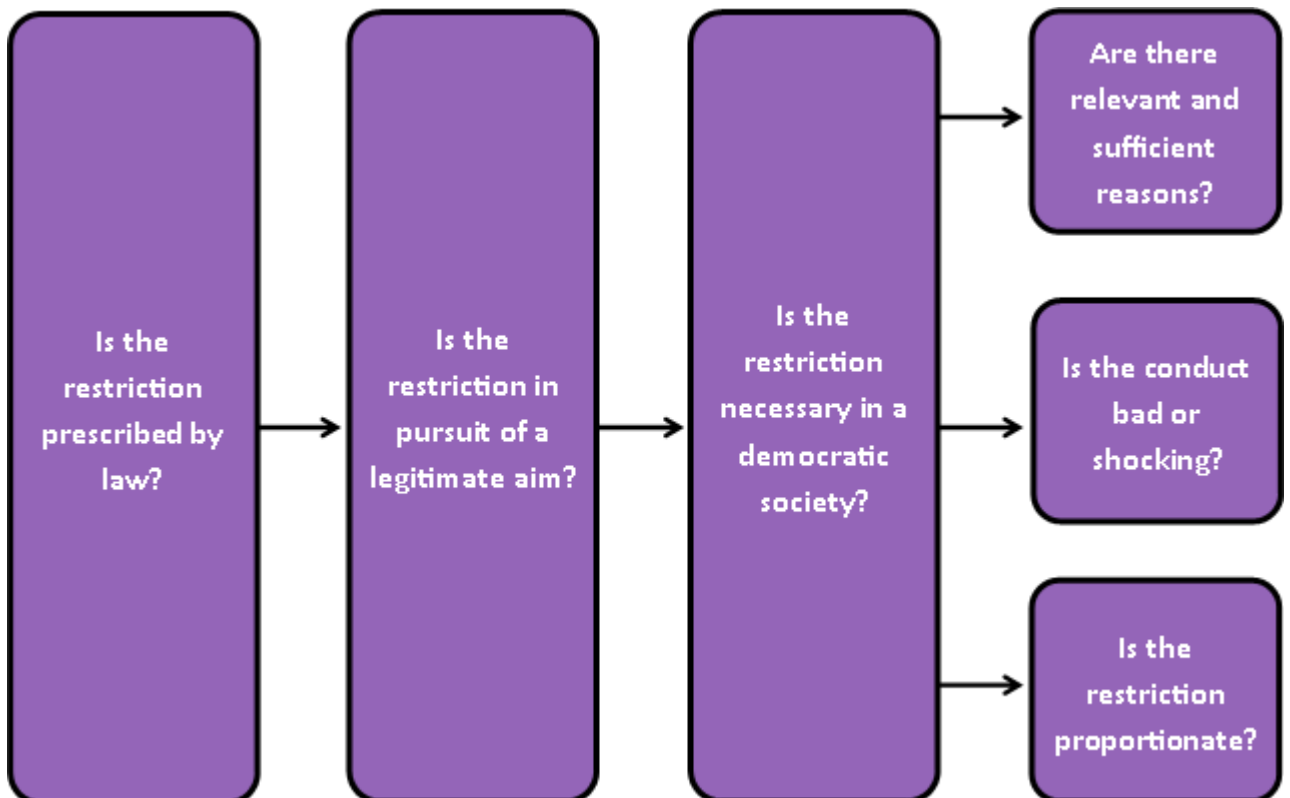 Is the
restriction
prescribed by
law?
Is the
restriction in
pursuit of a
legitimate aim?
Is the
restriction
necessary in a
democratic
society?
Are there
relevant and
sufficient
reasons?
Is the conduct
bad or
shocking?
Is the
restriction
proportionate?